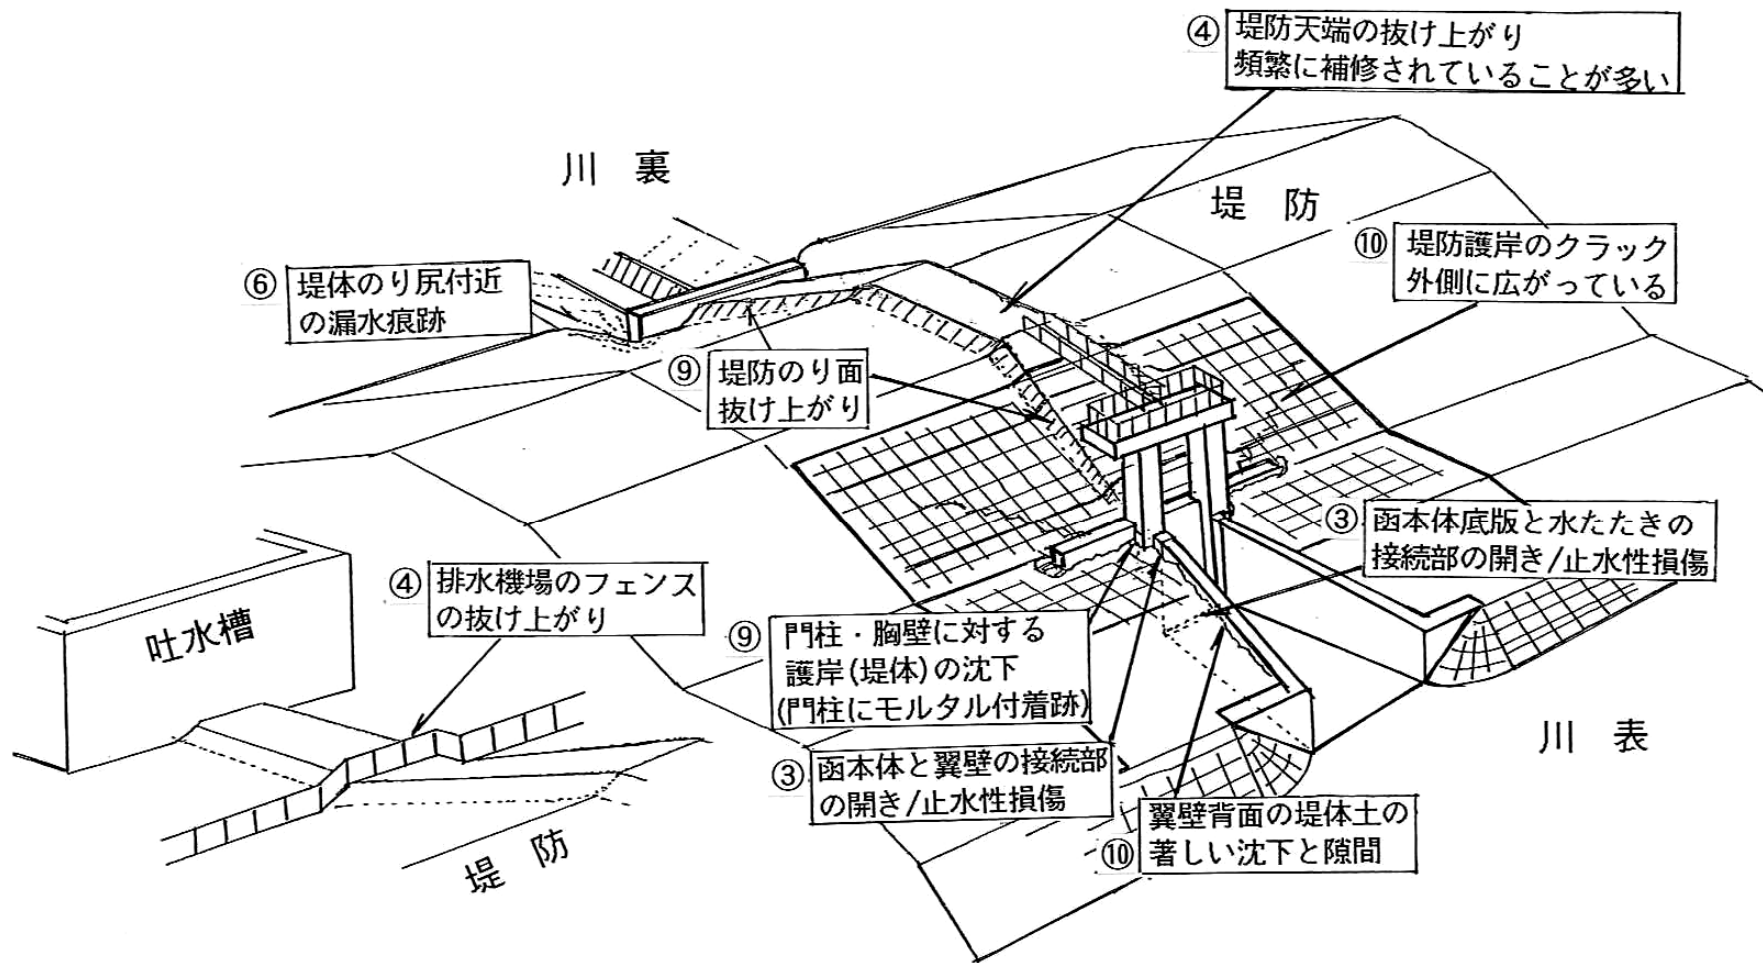 ④ 堤防天端の抜け上がり
頻繁に補修されていることが多い
川裏
堤防
⑩ 堤防護岸のクラック
外側に広がっている
⑥ 堤体のり尻付近
の漏水痕跡
⑨ 堤防のり面
抜け上がり
③ 函本体底版と水たたきの
接続部の開き/止水性損傷
④ 排水機場のフェンス
の抜け上がり
吐水槽
⑨ 門柱・胸壁に対する
護岸(堤体)の沈下
(門柱にモルタル付着跡)
川表
③ 函本体と翼壁の接続部
の開き/止水性損傷
⑩ 翼壁背面の堤体土の
著しい沈下と隙間
堤防